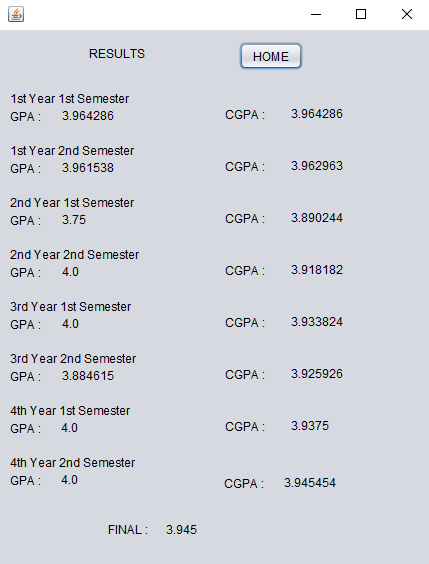 RESULTS HOME
1st Year 1st Semester
GPA : 3.964286 CGPA : 3.964286
1st Year 2nd Semester
GPA : 3.961538 CGPA : 3.962963
2nd Year 1st Semester
GPA : 3.75 CGPA : 3.890244
2nd Year 2nd Semester
GPA : 4.0 CGPA : 3.918182
3rd Year 1st Semester
GPA : 4.0 CGPA : 3.933824
3rd Year 2nd Semester
GPA : 3.884615 CGPA : 3.925926
4th Year 1st Semester
GPA : 4.0 CGPA : 3.9375
4th Year 2nd Semester
GPA : 4.0 CGPA : 3.945454
FINAL : 3.945